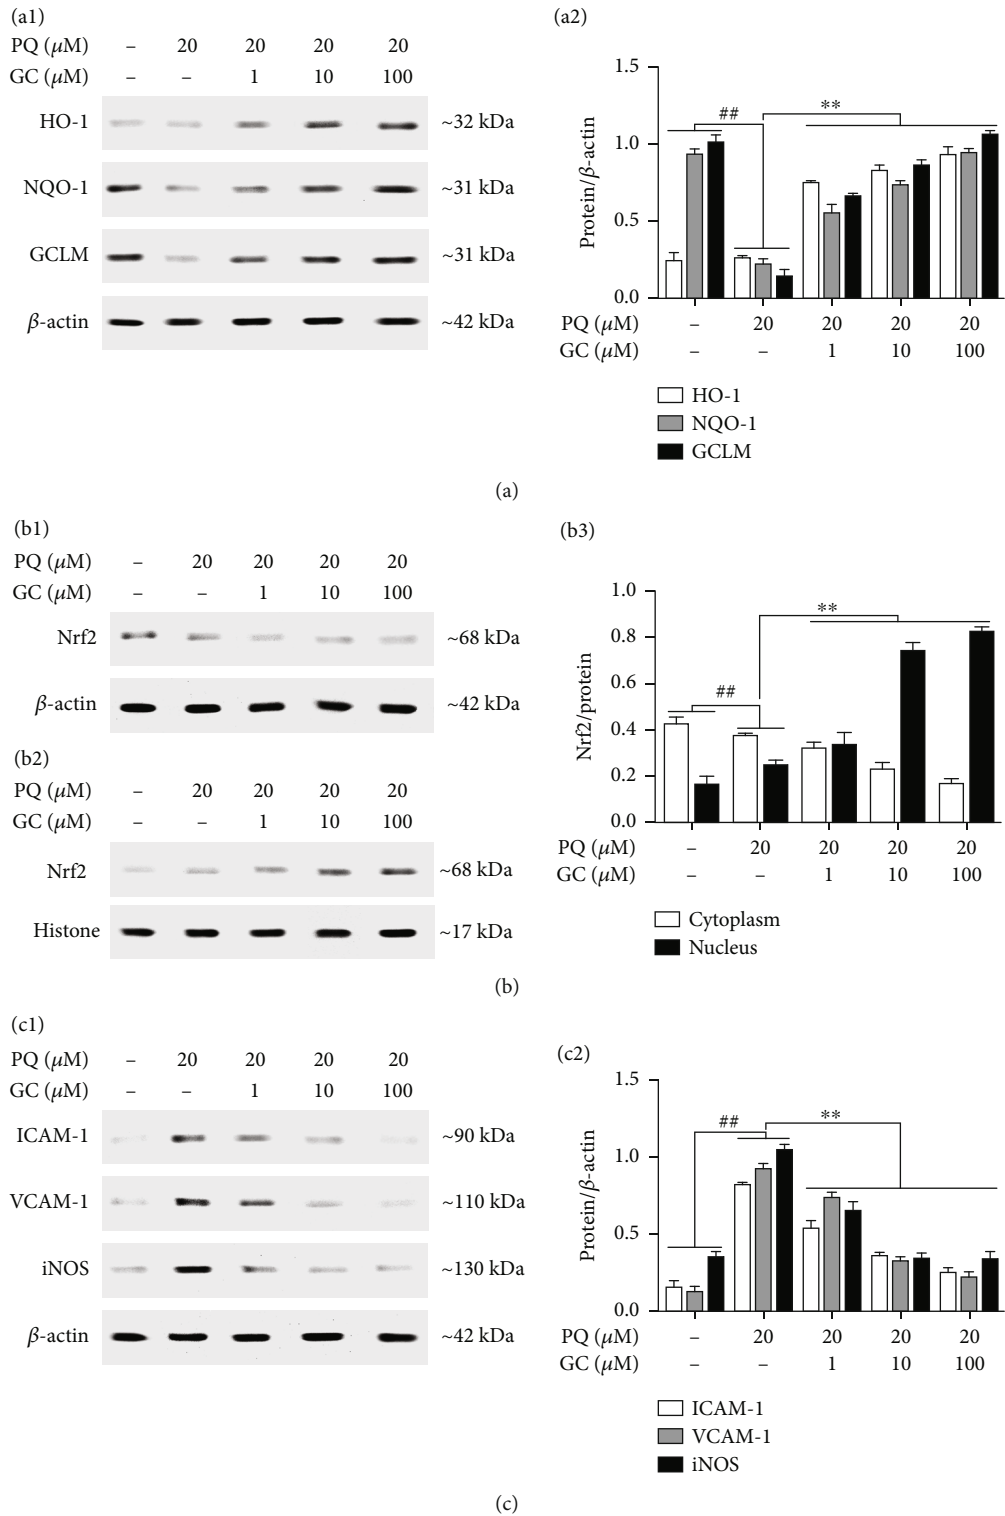 (a1)
PQ (μM) – 20 20 20 20
GC (μM) – – 1 10 100
HO-1 ~32 kDa
NQO-1 ~31 kDa
GCLM ~31 kDa
β-actin ~42 kDa
(a2)
1.5
1.0
0.5
0.0
Protein/β-actin
##
**
PQ (μM) – 20 20 20 20
GC (μM) – – 1 10 100
HO-1
NQO-1
GCLM
(a)
(b1)
PQ (μM) – 20 20 20 20
GC (μM) – – 1 10 100
Nrf2 ~68 kDa
β-actin ~42 kDa
(b2)
PQ (μM) – 20 20 20 20
GC (μM) – – 1 10 100
Nrf2 ~68 kDa
Histone ~17 kDa
(b3)
1.0
0.8
0.6
0.4
0.2
0.0
Nrf2/protein
##
**
PQ (μM) – 20 20 20 20
GC (μM) – – 1 10 100
Cytoplasm
Nucleus
(b)
(c1)
PQ (μM) – 20 20 20 20
GC (μM) – – 1 10 100
ICAM-1 ~90 kDa
VCAM-1 ~110 kDa
iNOS ~130 kDa
β-actin ~42 kDa
(c2)
1.5
1.0
0.5
0.0
Protein/β-actin
##
**
PQ (μM) – 20 20 20 20
GC (μM) – – 1 10 100
ICAM-1
VCAM-1
iNOS
(c)